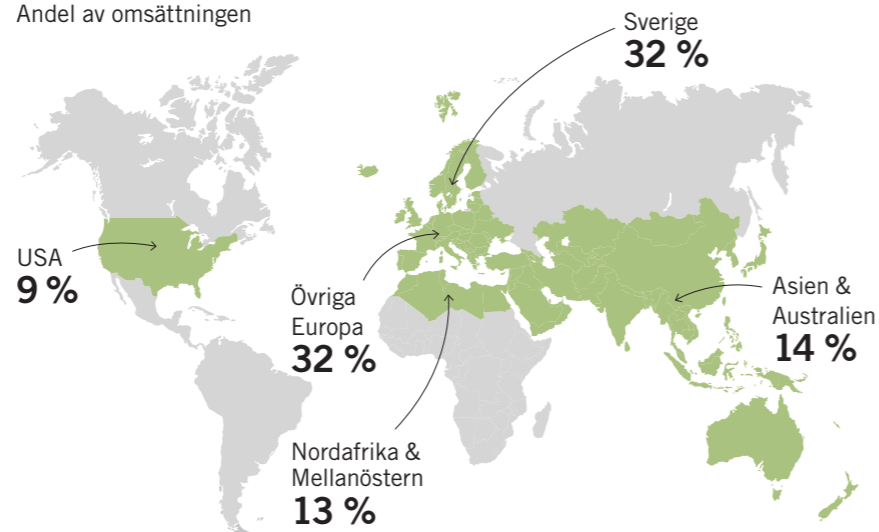 Andel av omsättningen
Sverige
32 %
USA
9 %
Övriga
Europa
32 %
Asien &
Australien
14 %
Nordafrika &
Mellanöstern
13 %